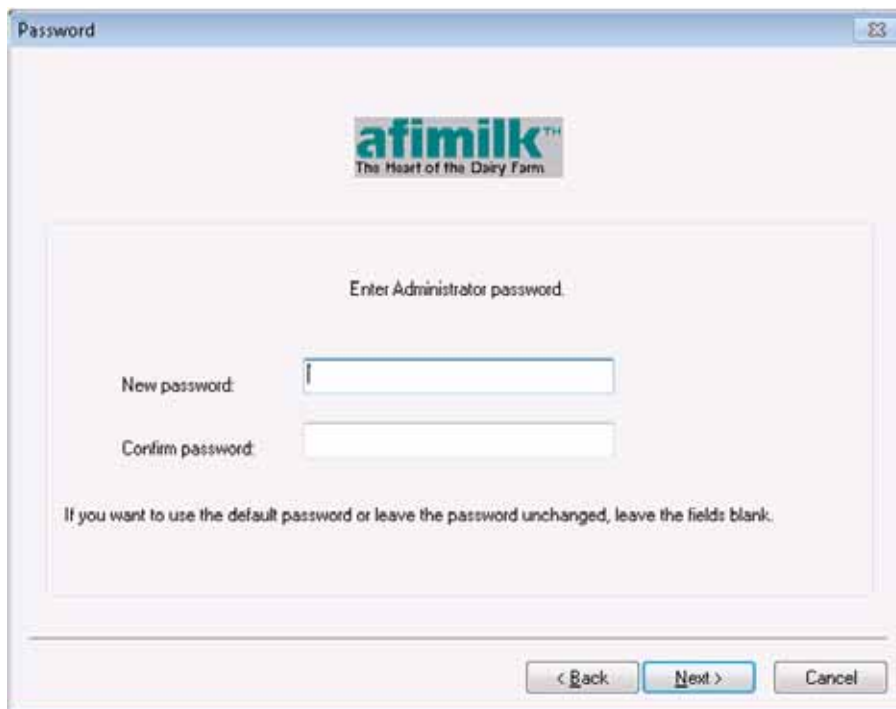 Password
afimilk™
The Heart of the Dairy Farm
Enter Administrator password.
New password:
Confirm password:
If you want to use the default password or leave the password unchanged, leave the fields blank.
< Back
Next >
Cancel